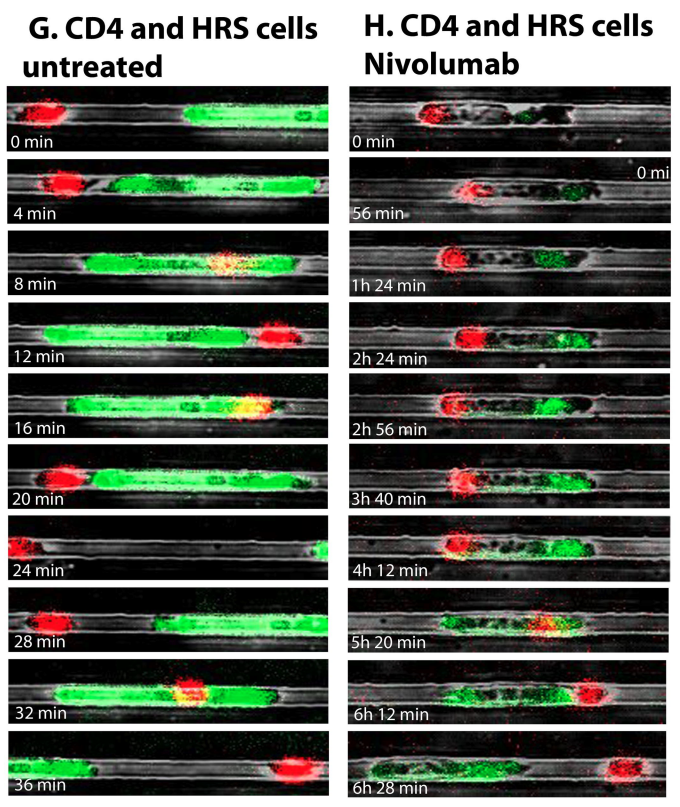 G. CD4 and HRS cells
untreated
0 min
4 min
8 min
12 min
16 min
20 min
24 min
28 min
32 min
36 min
H. CD4 and HRS cells
Nivolumab
0 min
0 mi
56 min
1h 24 min
2h 24 min
2h 56 min
3h 40 min
4h 12 min
5h 20 min
6h 12 min
6h 28 min